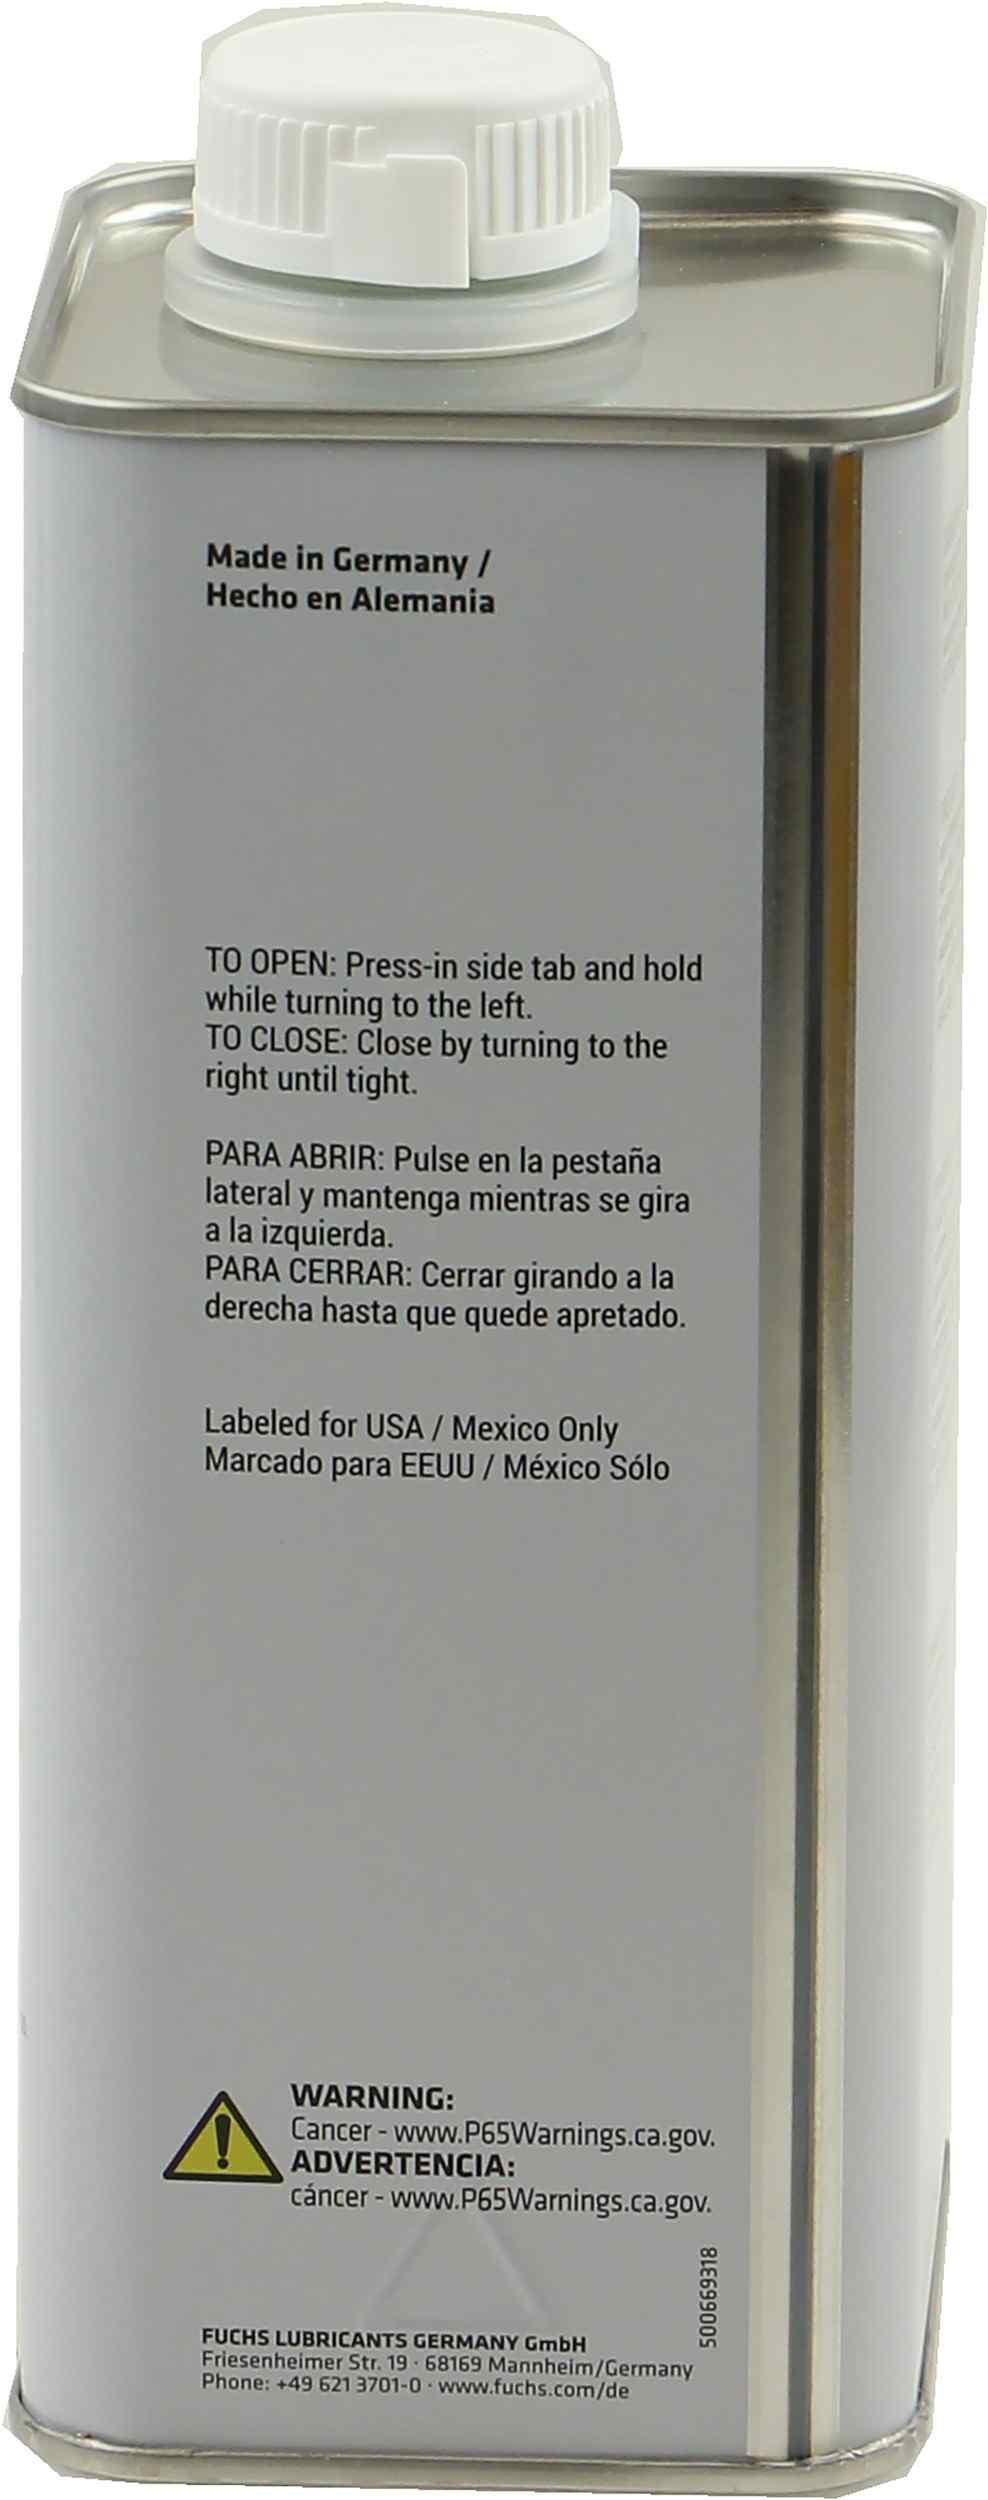 Made in Germany /
Hecho en Alemania
TO OPEN: Press-in side tab and hold
while turning to the left.
TO CLOSE: Close by turning to the
right until tight.
PARA ABRIR: Pulse en la pestaña
lateral y mantenga mientras se gira
a la izquierda.
PARA CERRAR: Cerrar girando a la
derecha hasta que quede apretado.
Labeled for USA / Mexico Only
Marcado para EEUU / México Sólo
WARNING:
Cancer - www.P65Warnings.ca.gov.
ADVERTENCIA:
cáncer - www.P65Warnings.ca.gov.
500669318
FUCHS LUBRICANTS GERMANY GmbH
Friesenheimer Str. 19 · 68169 Mannheim/Germany
Phone: +49 621 3701-0 · www.fuchs.com/de